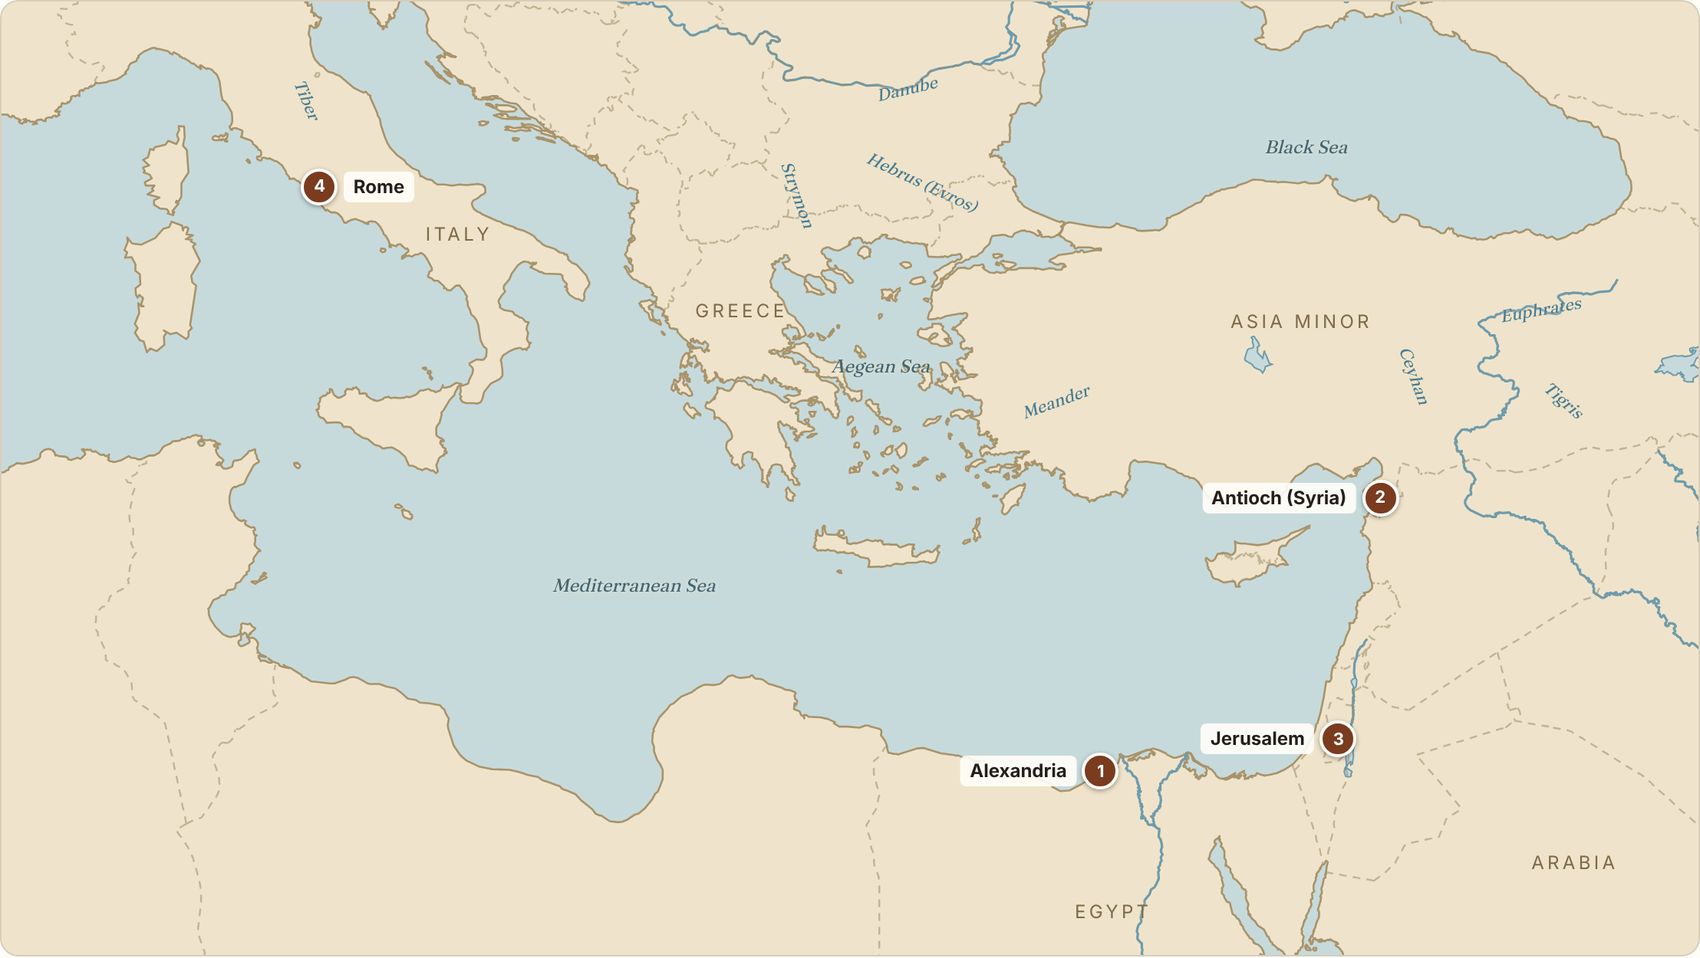 Tiber
Danube
Black Sea
Hebrus (Evros)
Strymon
4 Rome
ITALY
GREECE
Euphrates
ASIA MINOR
Aegean Sea
Ceyhan
Meander
Tigris
Antioch (Syria) 2
Mediterranean Sea
Jerusalem 3
Alexandria 1
ARABIA
EGYPT